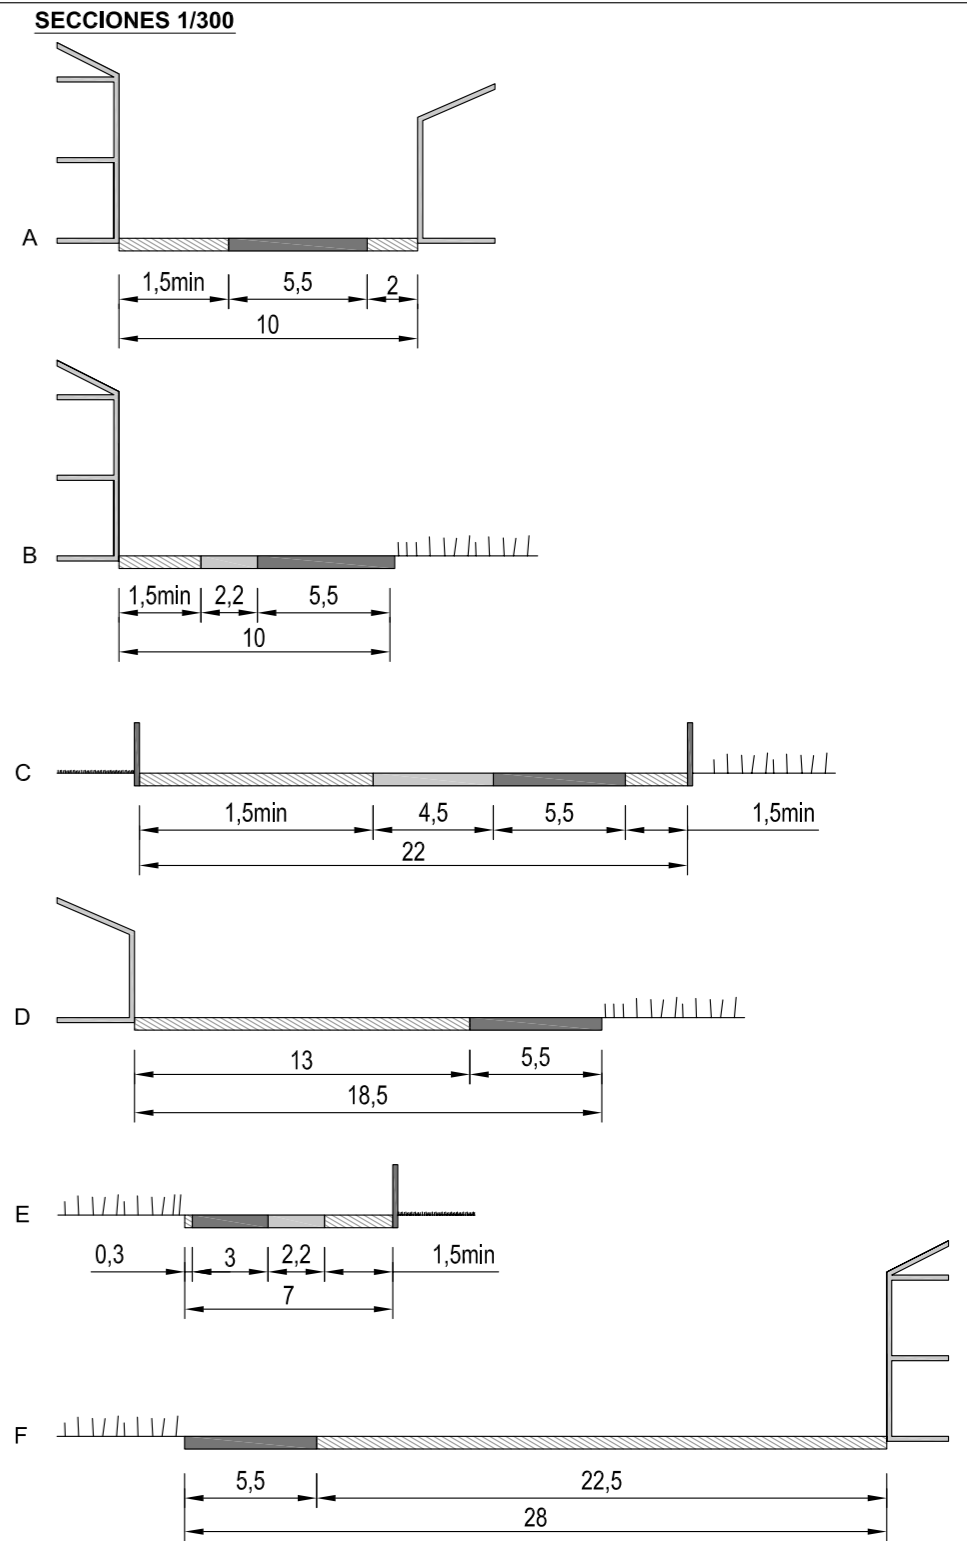 SECCIONES 1/300
A
1,5min 5,5 2
10
B
1,5min 2,2 5,5
10
C
1,5min 4,5 5,5 1,5min
22
D
13 5,5
18,5
E
0,3 3 2,2 1,5min
7
F
5,5 22,5
28